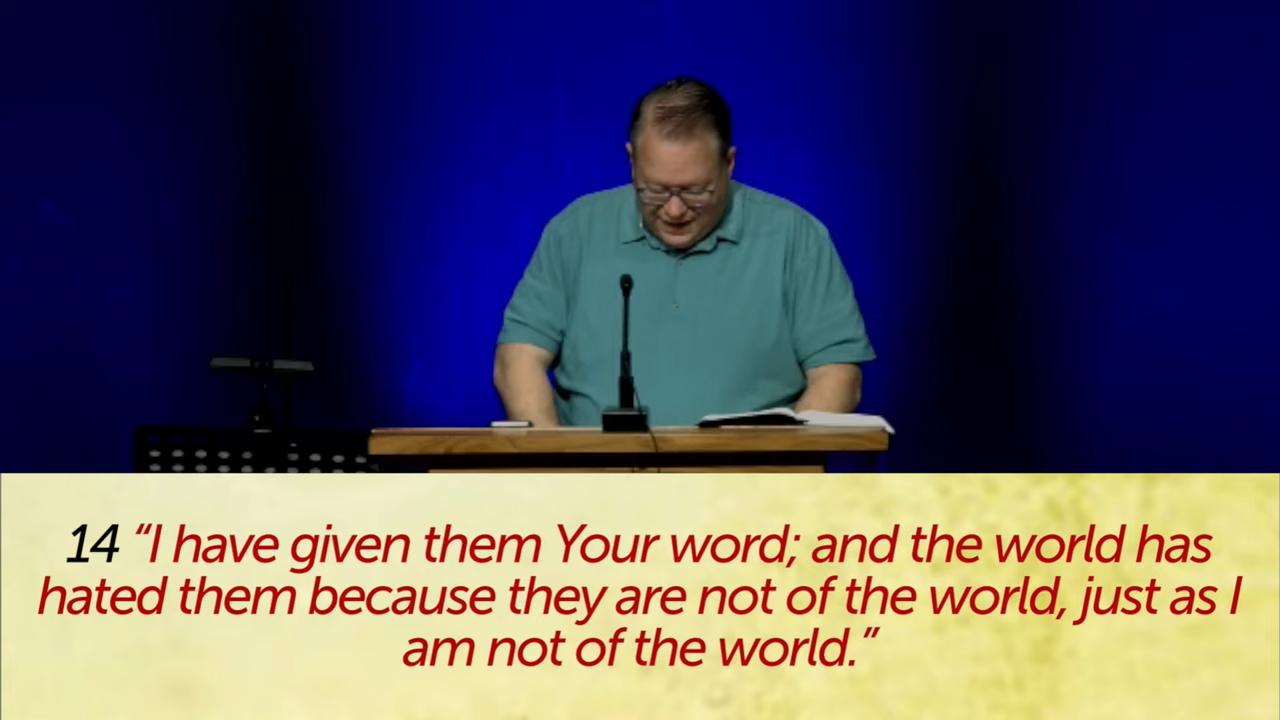 14 “I have given them Your word; and the world has
hated them because they are not of the world, just as I
am not of the world.”